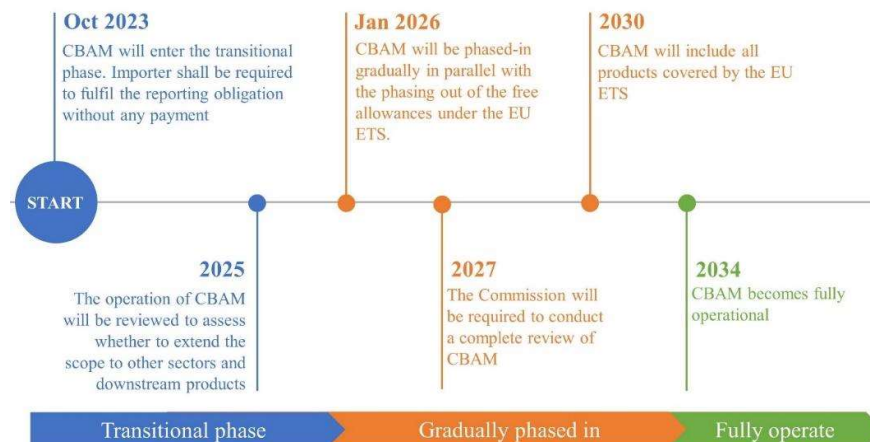 Oct 2023
CBAM will enter the transitional
phase. Importer shall be required
to fulfil the reporting obligation
without any payment
Jan 2026
CBAM will be phased-in
gradually in parallel with
the phasing out of the free
allowances under the EU
ETS.
2030
CBAM will include all
products covered by the EU
ETS
START
2025
The operation of CBAM
will be reviewed to assess
whether to extend the
scope to other sectors and
downstream products
2027
The Commission will
be required to conduct
a complete review of
CBAM
2034
CBAM becomes fully
operational
Transitional phase
Gradually phased in
Fully operate